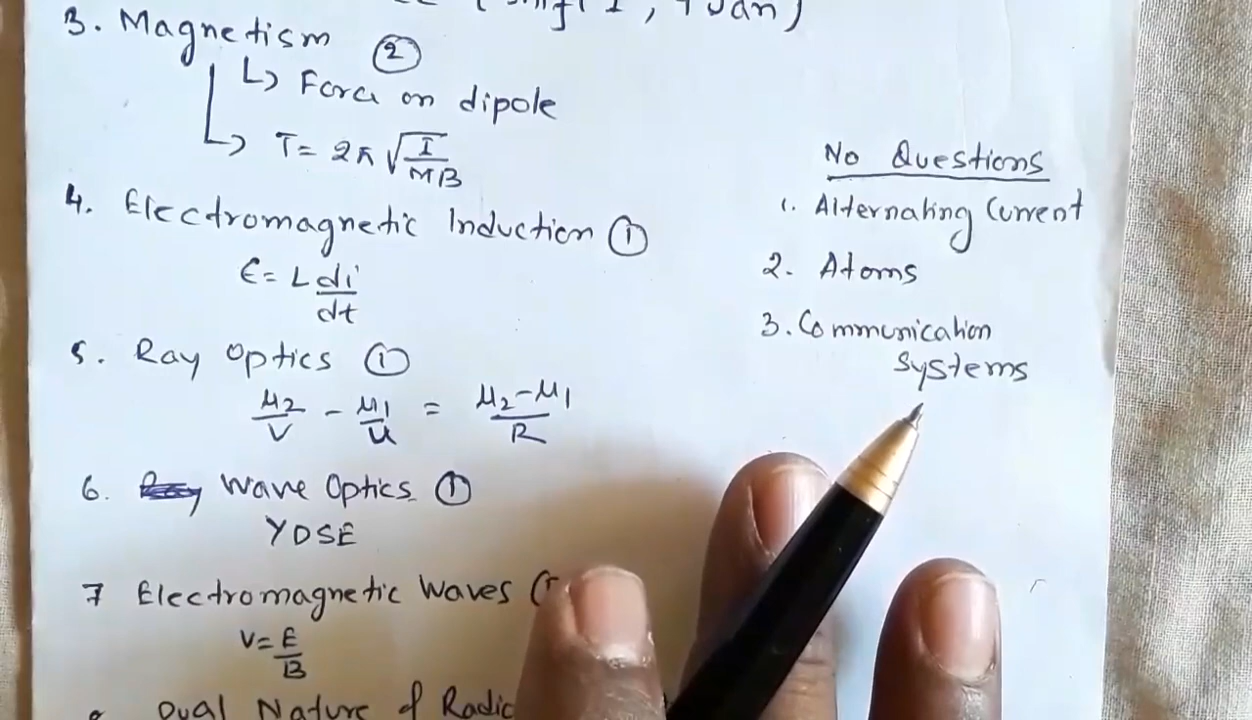 3. Magnetism ②
↳ Force on dipole
↳ T = 2π √(I/MB)
4. Electromagnetic Induction ①
ε = L di/dt
5. Ray Optics ①
μ2/v - μ1/u = μ2-μ1/R
6. Wave Optics ①
YDSE
7 Electromagnetic Waves
V = E/B
Dual Nature of
No Questions
1. Alternating Current
2. Atoms
3. Communication
Systems